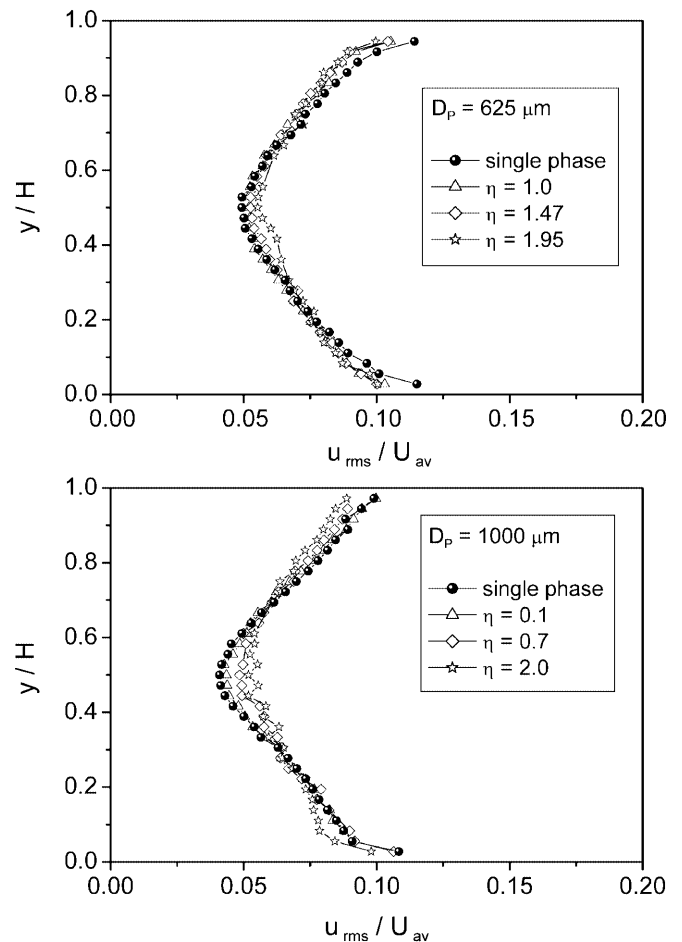 1.0
0.8
0.6
0.4
0.2
0.0
y / H
D_P = 625 μm
single phase
η = 1.0
η = 1.47
η = 1.95
0.00 0.05 0.10 0.15 0.20
u_rms / U_av
1.0
0.8
0.6
0.4
0.2
0.0
y / H
D_P = 1000 μm
single phase
η = 0.1
η = 0.7
η = 2.0
0.00 0.05 0.10 0.15 0.20
u_rms / U_av